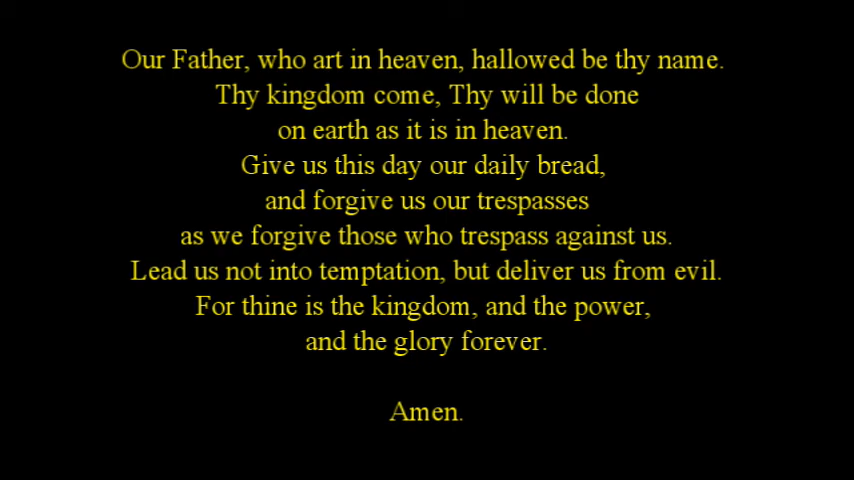 Our Father, who art in heaven, hallowed be thy name.
Thy kingdom come, Thy will be done
on earth as it is in heaven.
Give us this day our daily bread,
and forgive us our trespasses
as we forgive those who trespass against us.
Lead us not into temptation, but deliver us from evil.
For thine is the kingdom, and the power,
and the glory forever.
Amen.